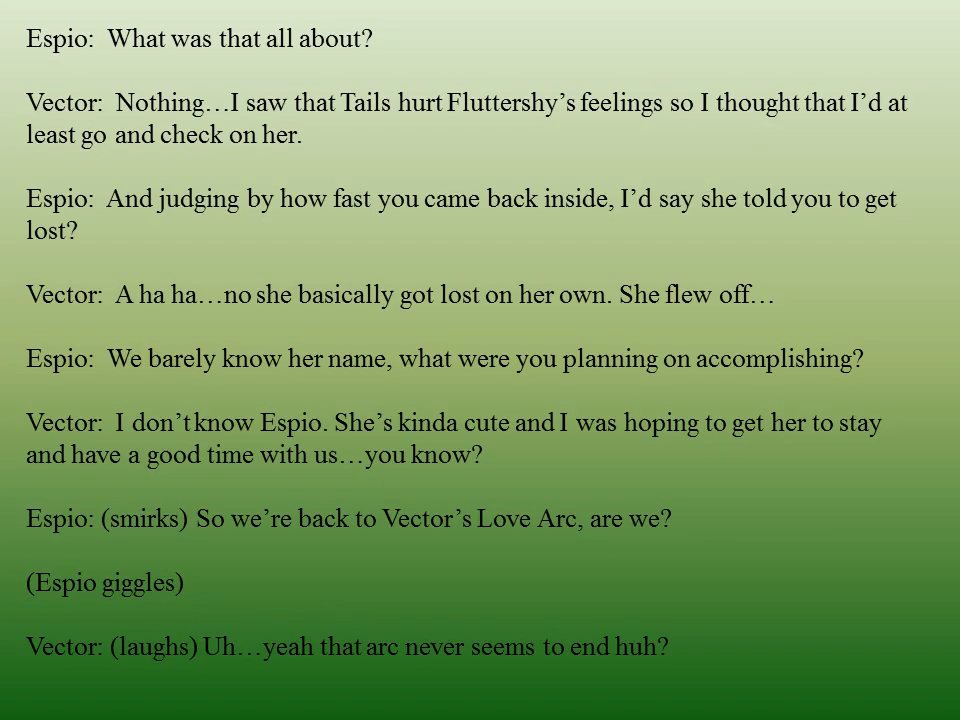 Espio:  What was that all about?
Vector:  Nothing…I saw that Tails hurt Fluttershy’s feelings so I thought that I’d at
least go and check on her.
Espio:  And judging by how fast you came back inside, I’d say she told you to get
lost?
Vector:  A ha ha…no she basically got lost on her own. She flew off…
Espio:  We barely know her name, what were you planning on accomplishing?
Vector:  I don’t know Espio. She’s kinda cute and I was hoping to get her to stay
and have a good time with us…you know?
Espio: (smirks) So we’re back to Vector’s Love Arc, are we?
(Espio giggles)
Vector: (laughs) Uh…yeah that arc never seems to end huh?